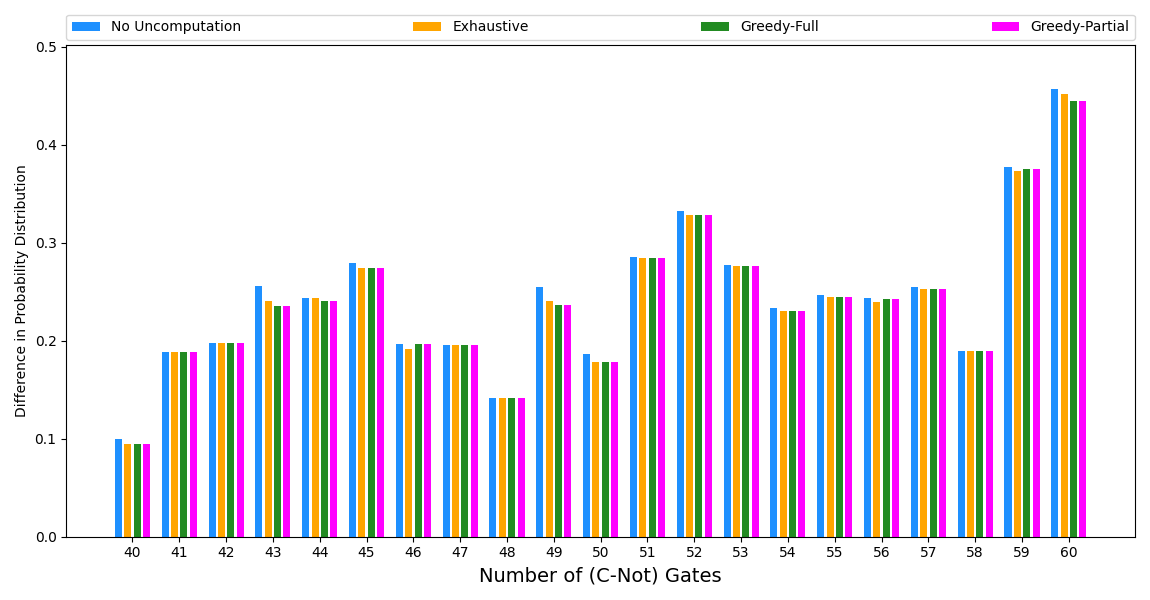 No Uncomputation Exhaustive Greedy-Full Greedy-Partial
0.5
0.4
0.3
0.2
0.1
0.0
Difference in Probability Distribution
40 41 42 43 44 45 46 47 48 49 50 51 52 53 54 55 56 57 58 59 60
Number of (C-Not) Gates